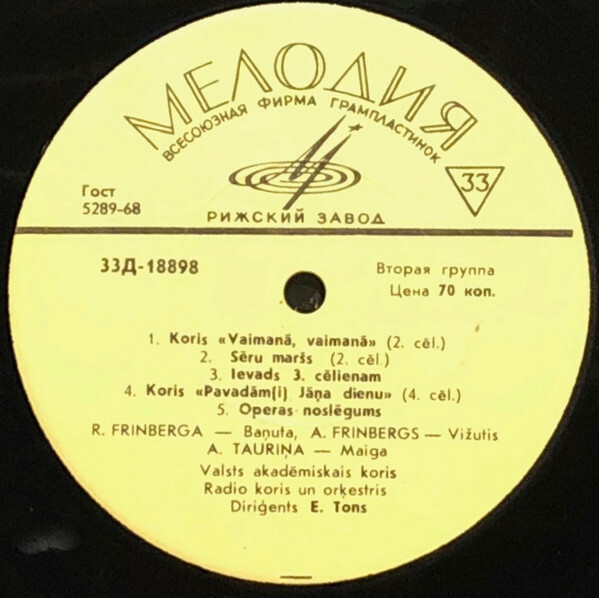 МЕЛОДИЯ
ВСЕСОЮЗНАЯ ФИРМА ГРАМПЛАСТИНОК
33
Гост
5289-68
РИЖСКИЙ ЗАВОД
33Д-18898
Вторая группа
Цена 70 коп.
1. Koris «Vaimanā, vaimanā» (2. cēl.)
2. Sēru maršs (2. cēl.)
3. Ievads 3. cēlienam
4. Koris «Pavadām(i) Jāņa dienu» (4. cēl.)
5. Operas noslēgums
R. FRINBERGA — Baņuta, A. FRINBERGS — Vižutis
A. TAURIŅA — Maiga
Valsts akadēmiskais koris
Radio koris un orķestris
Diriģents E. Tons